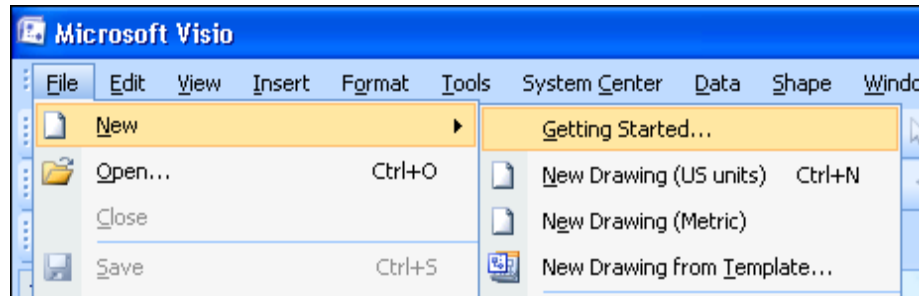 Microsoft Visio
File Edit View Insert Format Tools System Center Data Shape Windo
New Getting Started...
Open... Ctrl+O New Drawing (US units) Ctrl+N
Close New Drawing (Metric)
Save Ctrl+S New Drawing from Template...